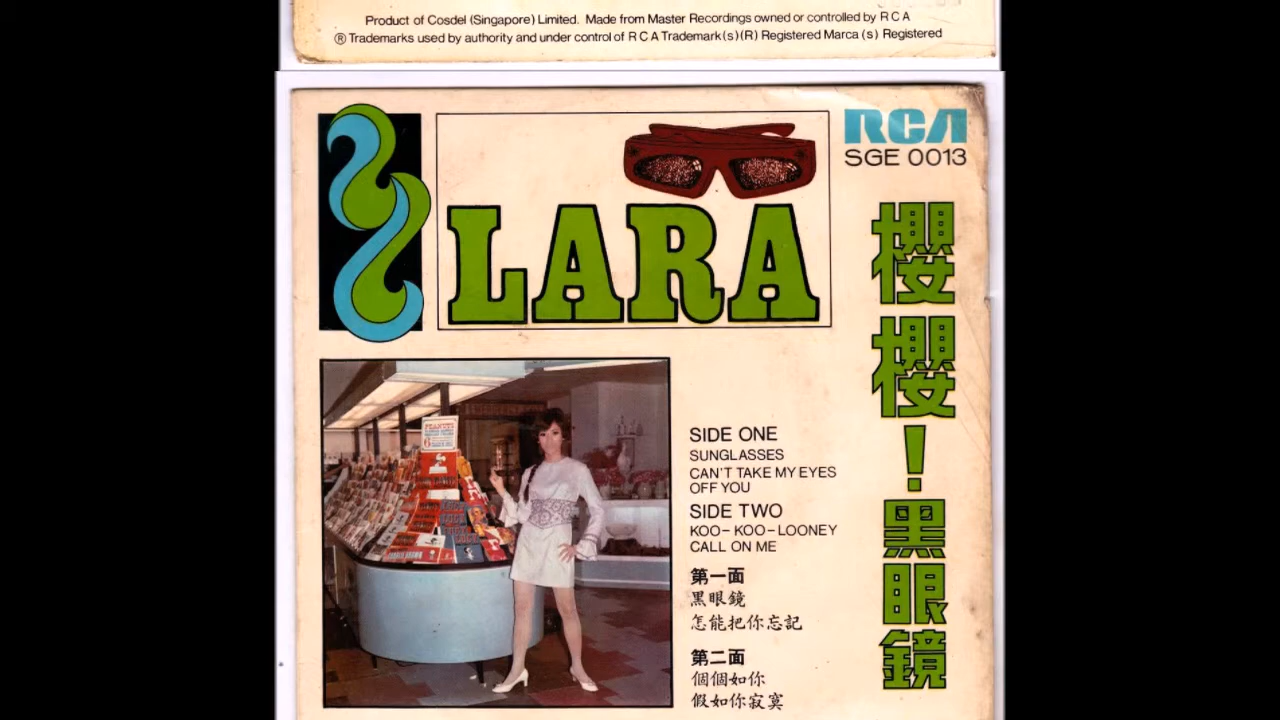 Product of Cosdel (Singapore) Limited. Made from Master Recordings owned or controlled by R C A
® Trademarks used by authority and under control of R C A Trademark(s)(R) Registered Marca (s) Registered
RCA
SGE 0013
LARA
櫻櫻!黑眼鏡
PEANUTS
SIDE ONE
SUNGLASSES
CAN'T TAKE MY EYES
OFF YOU
SIDE TWO
KOO-KOO-LOONEY
CALL ON ME
第一面
黑眼鏡
怎能把你忘記
第二面
個個如你
假如你寂寞